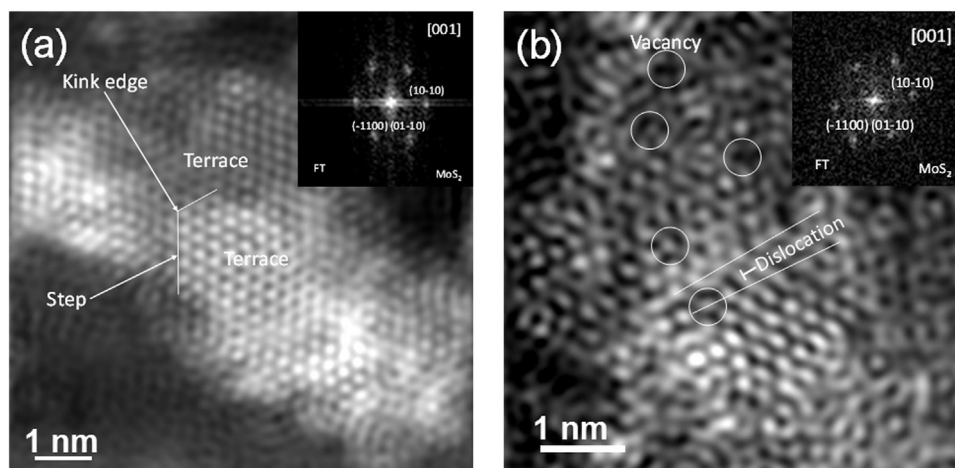 (a)
[001]
Kink edge
(10-10)
(-1100) (01-10)
Terrace
FT
MoS₂
Terrace
Step
1 nm
(b)
Vacancy
[001]
(10-10)
(-1100) (01-10)
FT
MoS₂
⊢Dislocation
1 nm